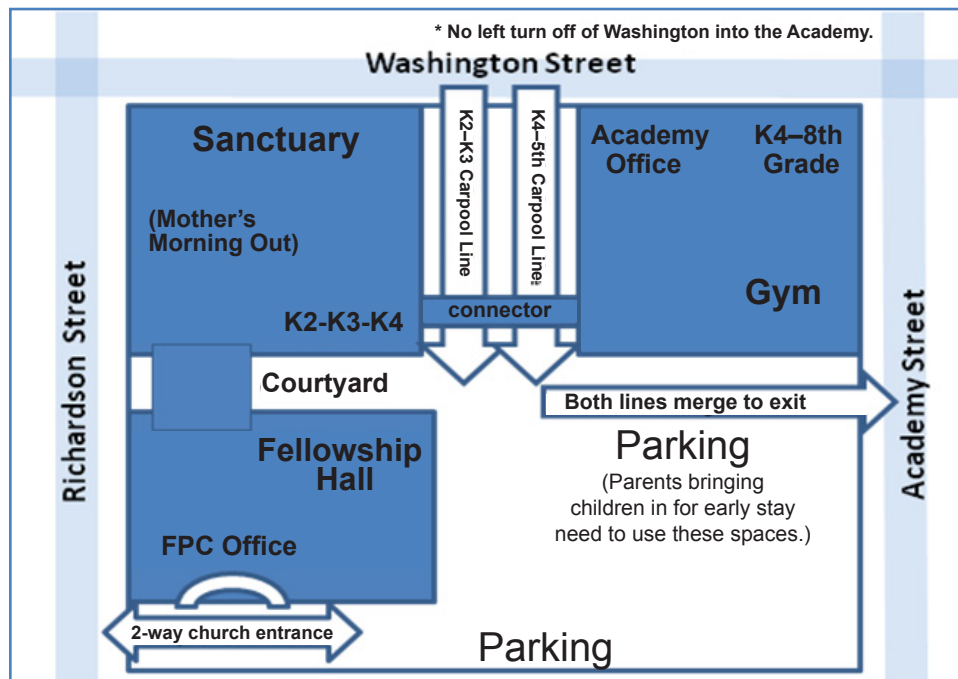 * No left turn off of Washington into the Academy.
Washington Street
Sanctuary
(Mother's
Morning Out)
K2-K3-K4
K2–K3 Carpool Line
K4–5th Carpool Line
connector
Academy
Office
K4–8th
Grade
Gym
Richardson Street
Academy Street
Courtyard
Both lines merge to exit
Fellowship
Hall
FPC Office
Parking
(Parents bringing
children in for early stay
need to use these spaces.)
2-way church entrance
Parking